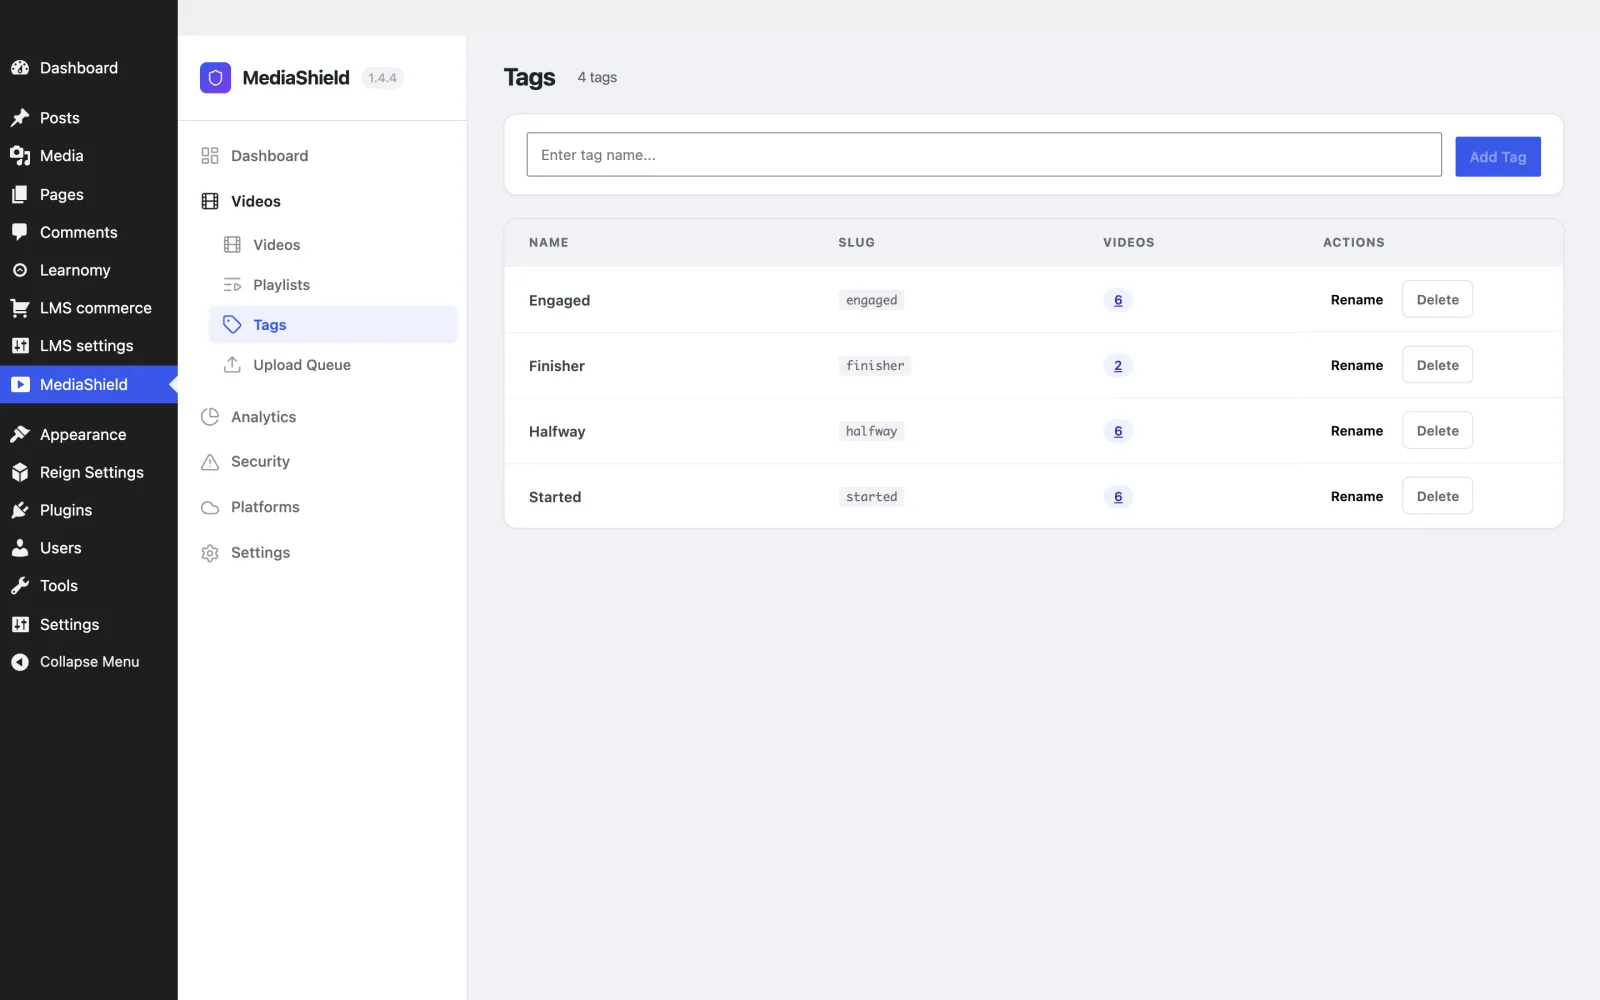 Dashboard
Posts
Media
Pages
Comments
Learnomy
LMS commerce
LMS settings
MediaShield
Appearance
Reign Settings
Plugins
Users
Tools
Settings
Collapse Menu
MediaShield 1.4.4
Dashboard
Videos
Videos
Playlists
Tags
Upload Queue
Analytics
Security
Platforms
Settings
Tags 4 tags
Enter tag name... Add Tag
NAME SLUG VIDEOS ACTIONS
Engaged engaged 6 Rename Delete
Finisher finisher 2 Rename Delete
Halfway halfway 6 Rename Delete
Started started 6 Rename Delete